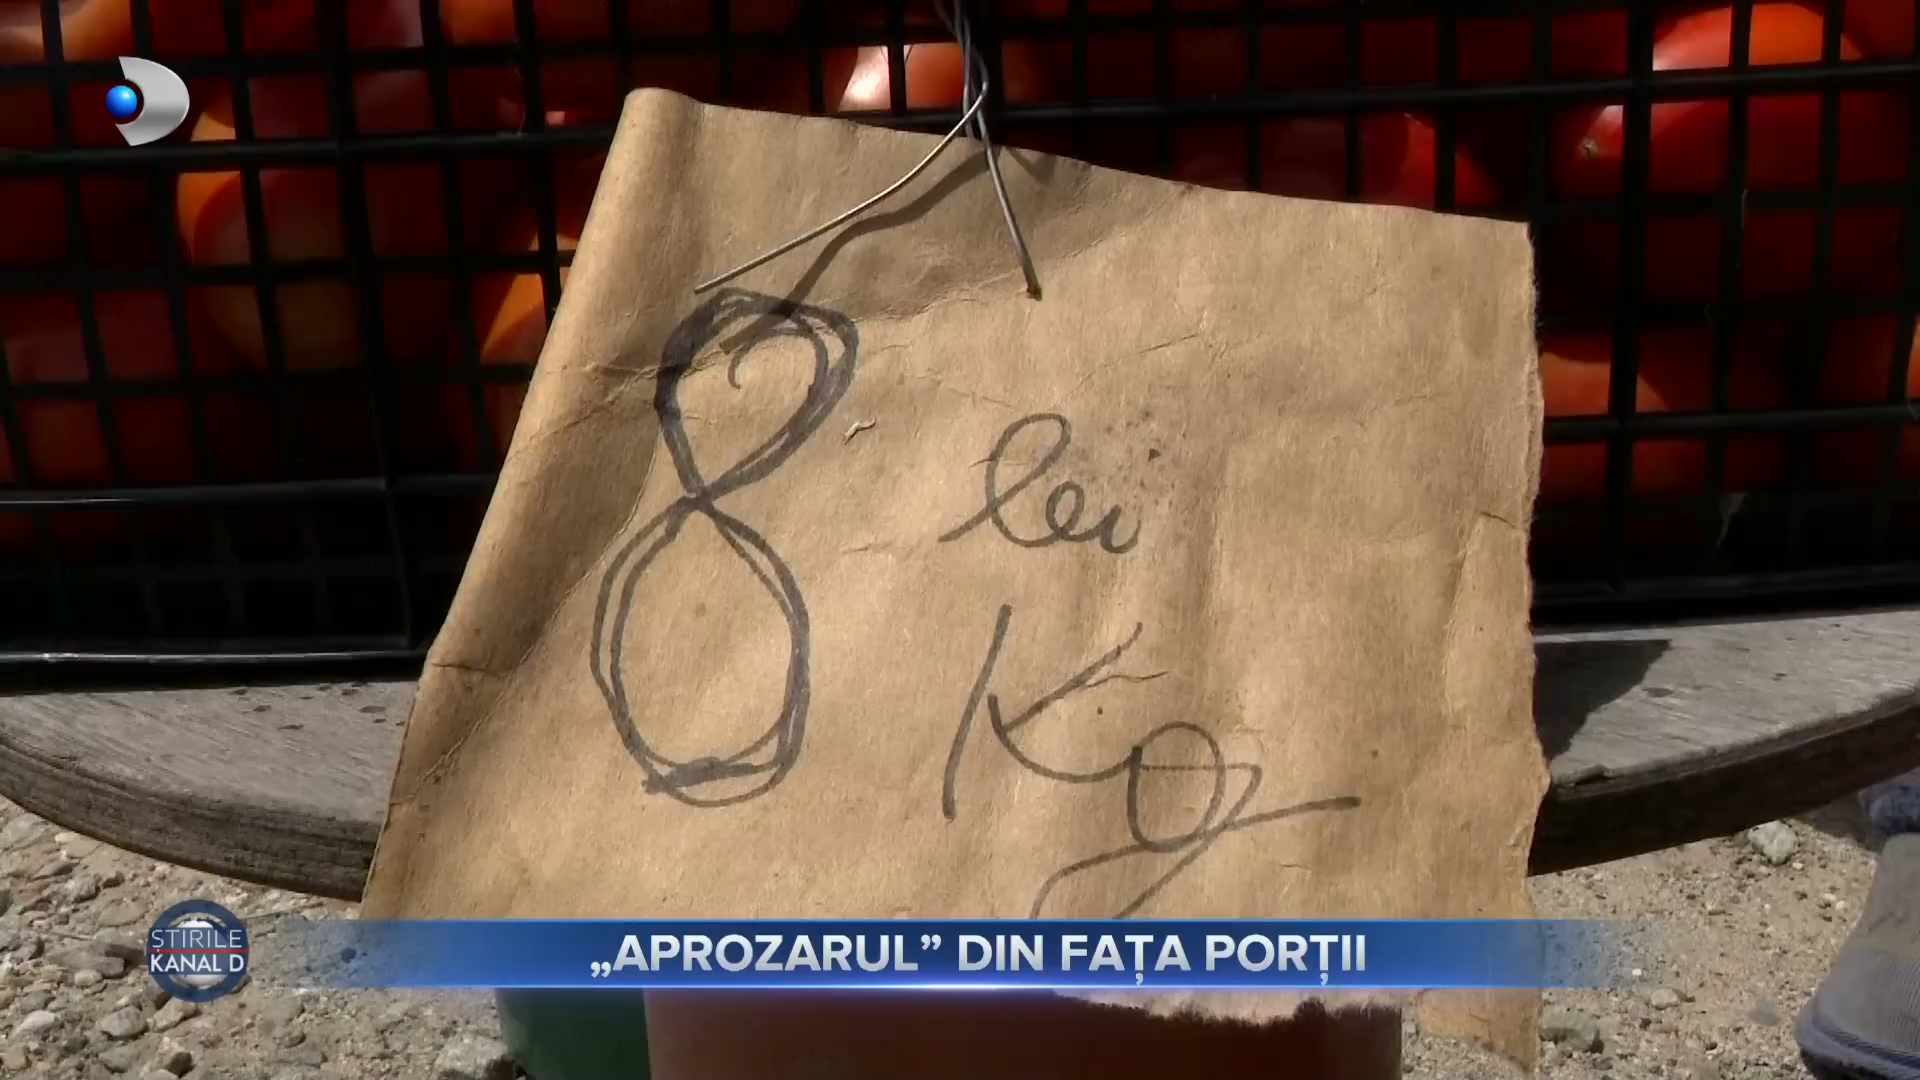 8 lei
Kg
ȘTIRILE
KANAL D
„APROZARUL” DIN FAȚA PORȚII